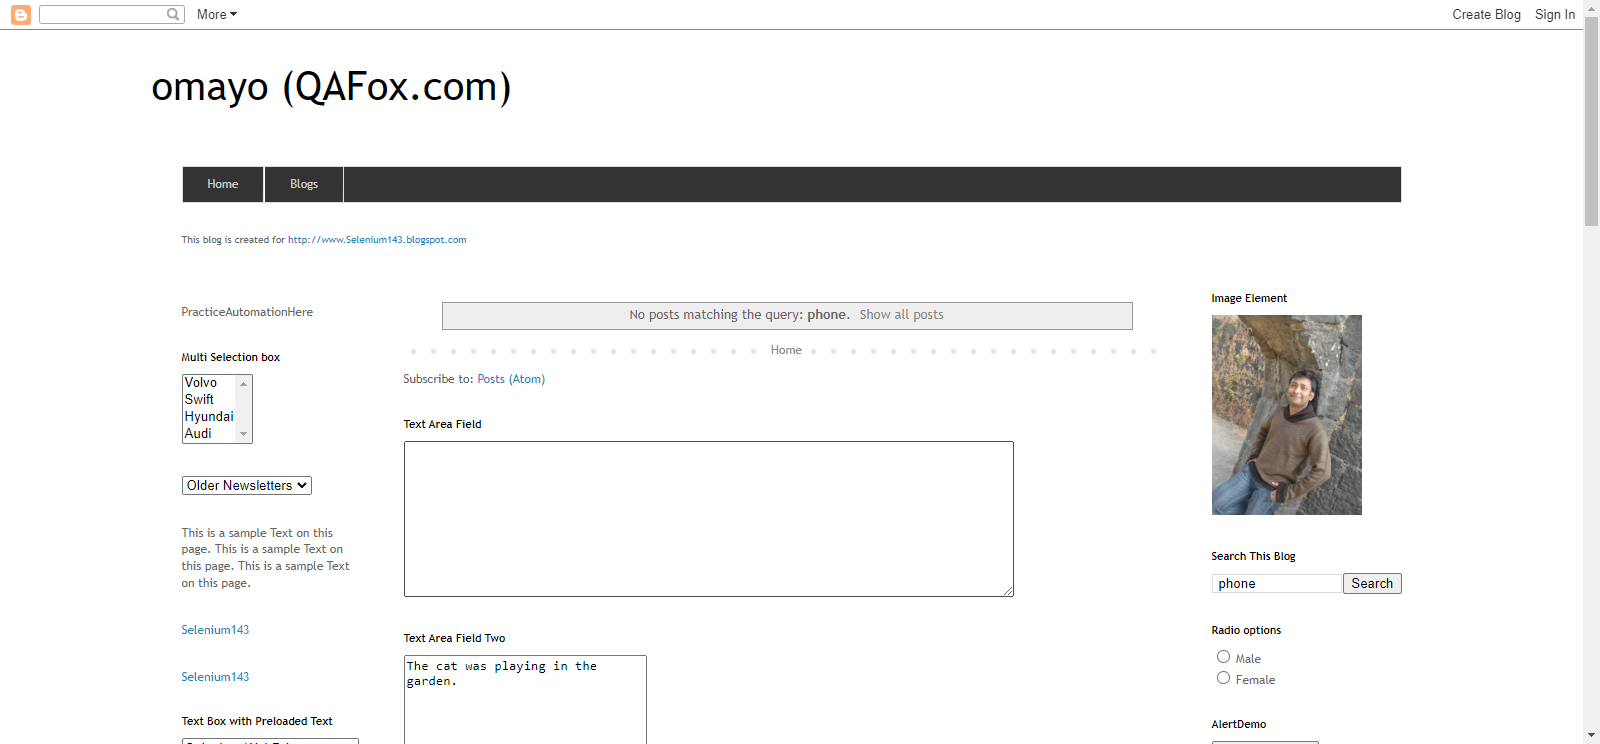 More
Create Blog
Sign In
omayo (QAFox.com)
Home
Blogs
This blog is created for http://www.Selenium143.blogspot.com
PracticeAutomationHere
Multi Selection box
Volvo
Swift
Hyundai
Audi
Older Newsletters
This is a sample Text on this
page. This is a sample Text on
this page. This is a sample Text
on this page.
Selenium143
Selenium143
Text Box with Preloaded Text
No posts matching the query: phone. Show all posts
Home
Subscribe to: Posts (Atom)
Text Area Field
Text Area Field Two
The cat was playing in the
garden.
Image Element
Search This Blog
phone
Search
Radio options
Male
Female
AlertDemo